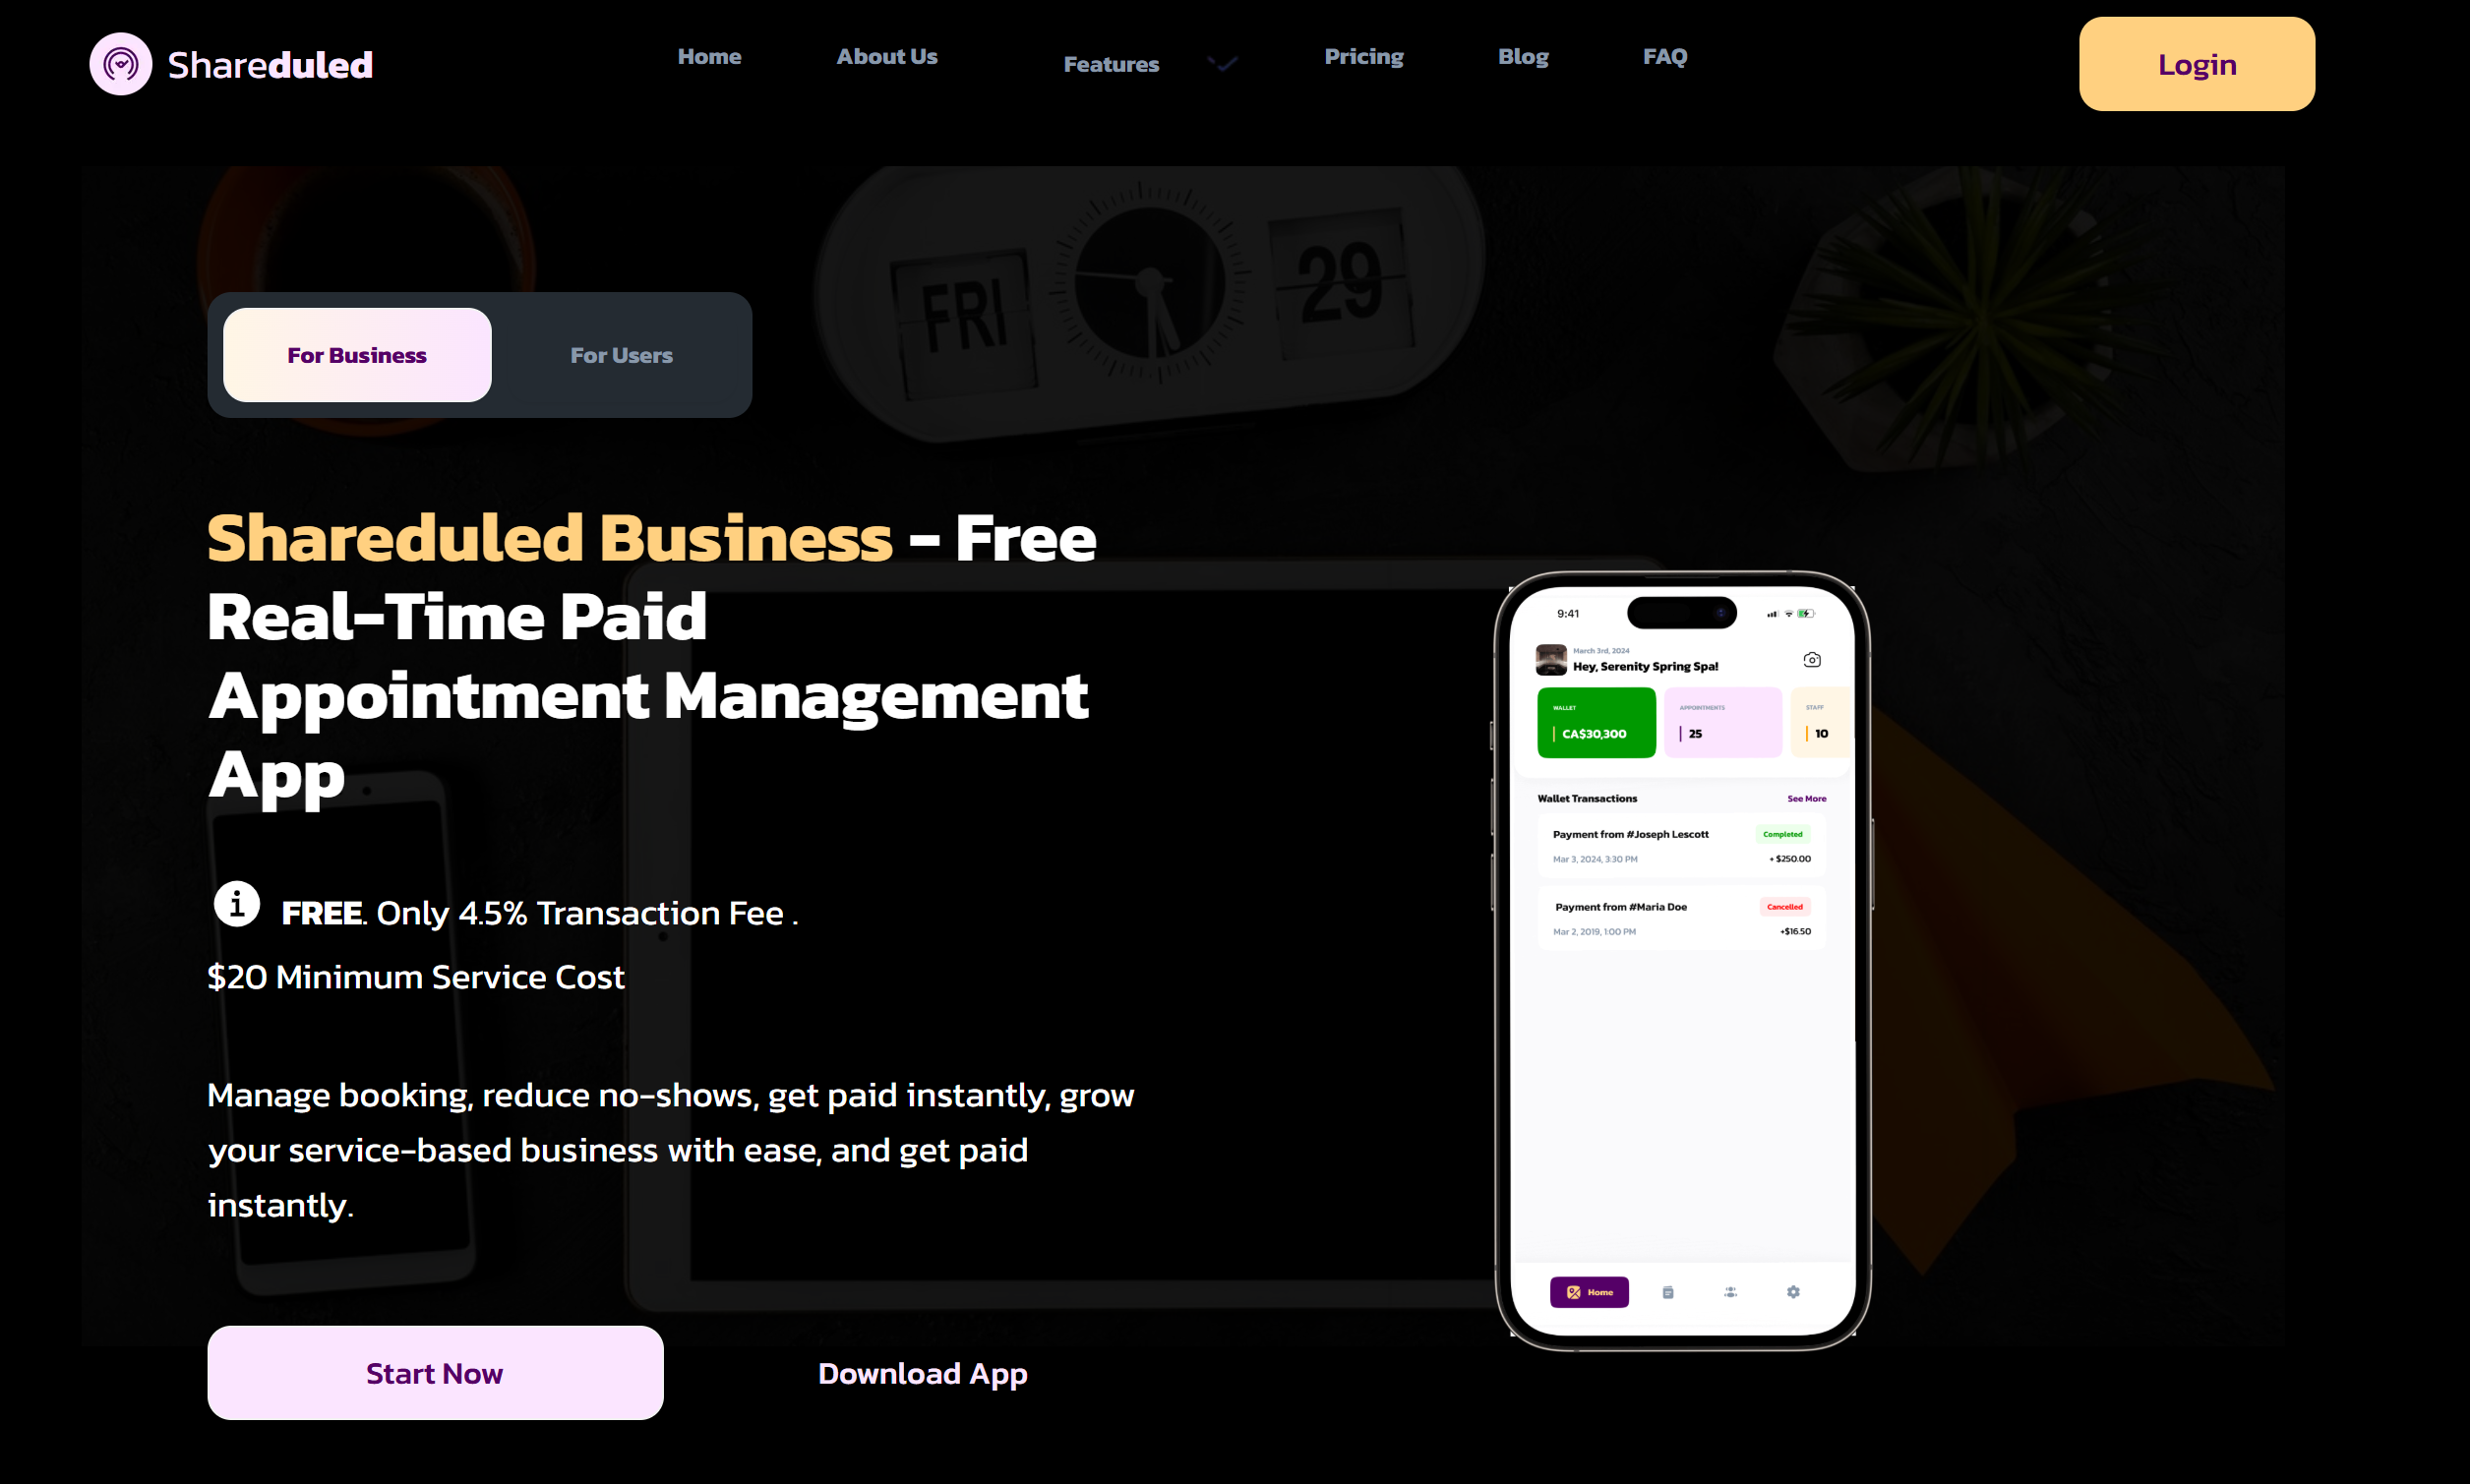 Shareduled
Home
About Us
Features
Pricing
Blog
FAQ
Login
FRI
29
For Business
For Users
Shareduled Business - Free
Real-Time Paid
Appointment Management
App
FREE. Only 4.5% Transaction Fee .
$20 Minimum Service Cost
Manage booking, reduce no-shows, get paid instantly, grow
your service-based business with ease, and get paid
instantly.
Start Now
Download App
9:41
March 3rd, 2024
Hey, Serenity Spring Spa!
WALLET
CA$30,300
APPOINTMENTS
25
STAFF
10
Wallet Transactions
See More
Payment from #Joseph Lescott
Completed
Mar 3, 2024, 3:30 PM
+ $250.00
Payment from #Maria Doe
Cancelled
Mar 2, 2019, 1:00 PM
+$16.50
Home